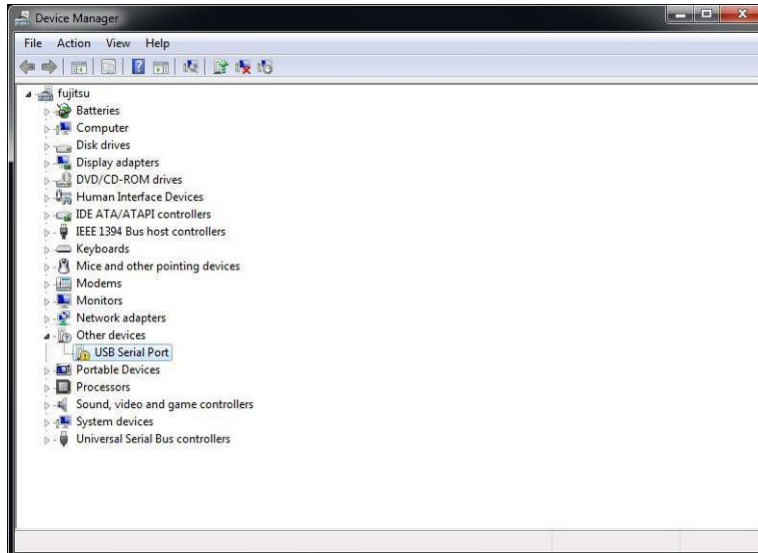 Device Manager
File Action View Help
fujitsu
Batteries
Computer
Disk drives
Display adapters
DVD/CD-ROM drives
Human Interface Devices
IDE ATA/ATAPI controllers
IEEE 1394 Bus host controllers
Keyboards
Mice and other pointing devices
Modems
Monitors
Network adapters
Other devices
USB Serial Port
Portable Devices
Processors
Sound, video and game controllers
System devices
Universal Serial Bus controllers